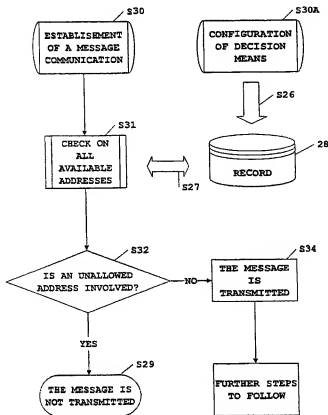 S30
ESTABLISEMENT
OF A MESSAGE
COMMUNICATION
S30A
CONFIGURATION
OF DECISION
MEANS
S26
S31
CHECK ON
ALL
AVAILABLE
ADDRESSES
S27
28
RECORD
S32
IS AN UNALLOWED
ADDRESS INVOLVED?
NO
S34
THE MESSAGE
IS
TRANSMITTED
YES
S29
THE MESSAGE IS
NOT TRANSMITTED
FURTHER STEPS
TO FOLLOW